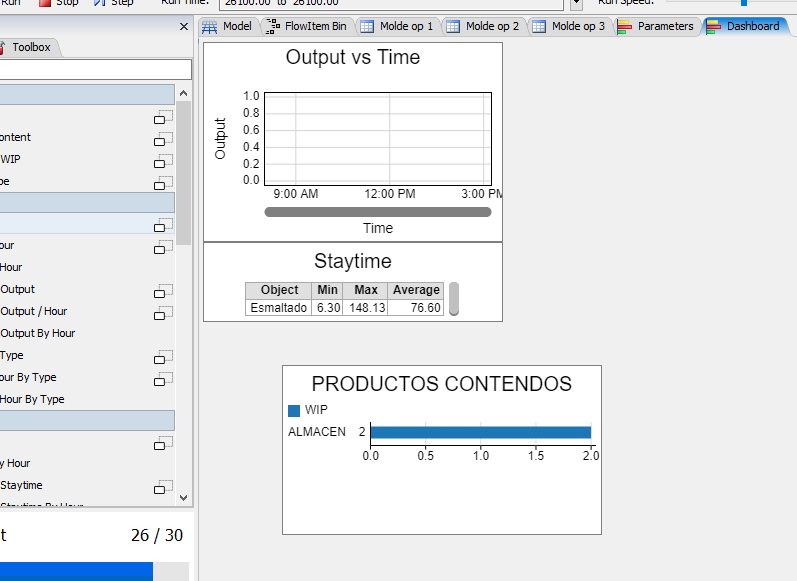 Run Stop Step Run Time: 26100.00 to 26100.00 Run Speed:
Model FlowItem Bin Molde op 1 Molde op 2 Molde op 3 Parameters Dashboard
Toolbox
ontent
WIP
pe
our
Hour
Output
Output / Hour
Output By Hour
Type
our By Type
Hour By Type
y Hour
Staytime
Staytime By Hour
t 26 / 30
Output vs Time
Output
1.0
0.8
0.6
0.4
0.2
0.0
9:00 AM 12:00 PM 3:00 PM
Time
Staytime
Object Min Max Average
Esmaltado 6.30 148.13 76.60
PRODUCTOS CONTENDOS
WIP
ALMACEN 2
0.0 0.5 1.0 1.5 2.0